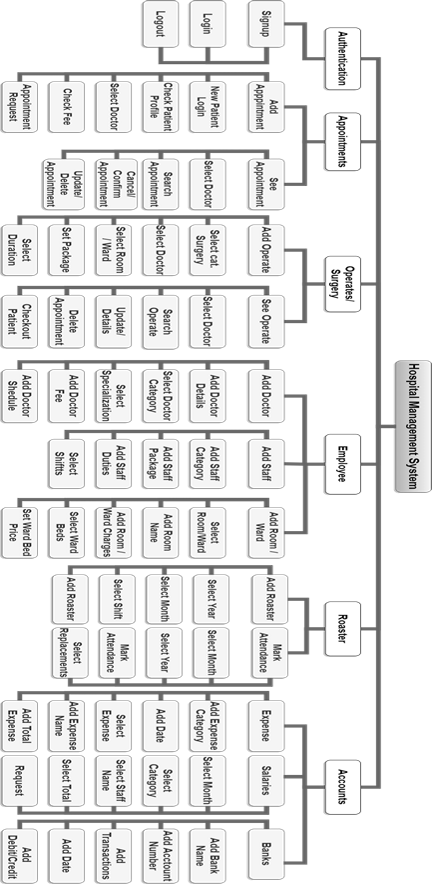 Hospital Management System
Authentication
Appointments
Operates/
Surgery
Employee
Roaster
Accounts
Signup
Login
Logout
Add
Apppintment
New Patient
Login
Check Patient
Profile
Select Doctor
Check Fee
Appointment
Request
See
Appointment
Select Doctor
Search
Appointment
Cancel/
Confirm
Appointment
Update/
Delete
Appointment
Add Operate
Select cat.
Surgery
Select Doctor
Select Room
/ Ward
Set Package
Select
Duration
See Operate
Select Doctor
Search
Operate
Update/
Details
Delete
Appointment
Checkout
Patient
Add Doctor
Add Doctor
Details
Select Doctor
Category
Select
Specialization
Add Doctor
Fee
Add Doctor
Shedule
Add Staff
Add Staff
Category
Add Staff
Package
Add Staff
Duties
Select
Shiftts
Add Room /
Ward
Select
Room/Ward
Add Room
Name
Add Room /
Ward Charges
Select Ward
Beds
Set Ward Bed
Price
Add Roaster
Select Year
Select Month
Select Shift
Add Roaster
Mark
Attendance
Select Month
Select Year
Mark
Attendance
Select
Replacements
Expense
Add Expense
Category
Add Date
Select
Expense
Add Expense
Name
Add Total
Expense
Salaries
Select Month
Select
Category
Select Staff
Name
Select Total
Request
Banks
Add Bank
Name
Add Acctount
Number
Add
Transactions
Add Date
Add
Debit/Credit